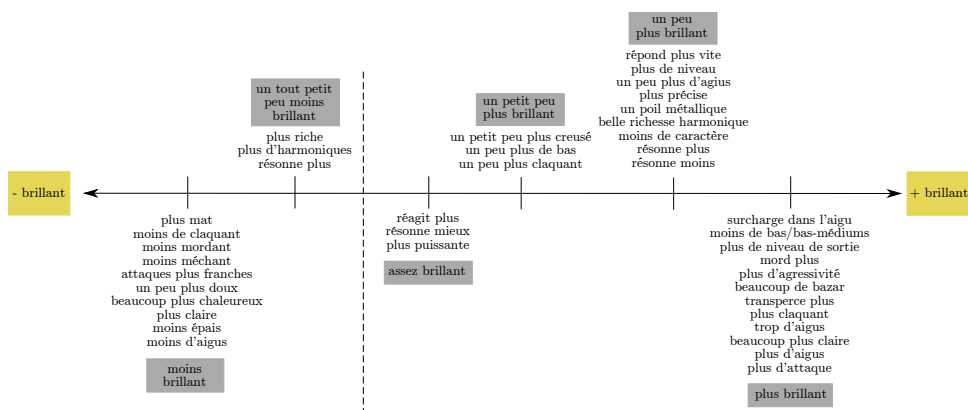 un peu
plus brillant
répond plus vite
plus de niveau
un peu plus d'agius
plus précise
un poil métallique
belle richesse harmonique
moins de caractère
résonne plus
résonne moins
un tout petit
peu moins
brillant
plus riche
plus d'harmoniques
résonne plus
un petit peu
plus brillant
un petit peu plus creusé
un peu plus de bas
un peu plus claquant
- brillant
+ brillant
plus mat
moins de claquant
moins mordant
moins méchant
attaques plus franches
un peu plus doux
beaucoup plus chaleureux
plus claire
moins épais
moins d'aigus
moins
brillant
réagit plus
résonne mieux
plus puissante
assez brillant
surcharge dans l'aigu
moins de bas/bas-médiums
plus de niveau de sortie
mord plus
plus d'agressivité
beaucoup de bazar
transperce plus
plus claquant
trop d'aigus
beaucoup plus claire
plus d'aigus
plus d'attaque
plus brillant